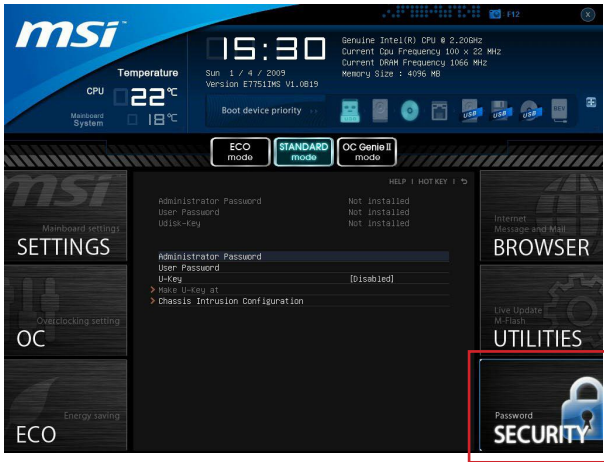 msi
F12
X
15:30
Genuine Intel(R) CPU @ 2.20GHz
Current Cpu Frequency 100 x 22 MHz
Current DRAM Frequency 1066 MHz
Memory Size : 4096 MB
Temperature
Sun 1 / 4 / 2009
Version E7751IMS V1.0B19
CPU
22°C
Mainboard
System
18°C
Boot device priority
USB
USB
USB
BEV
ECO
mode
STANDARD
mode
OC Genie II
mode
HELP | HOT KEY |
msi
Mainboard settings
SETTINGS
Overclocking setting
OC
Energy saving
ECO
Administrator Password Not installed
User Password Not installed
Udisk-Key Not installed
Administrator Password
User Password
U-Key [Disabled]
Make U-Key at
Chassis Intrusion Configuration
Internet
Message and Mail
BROWSER
Live Update
M-Flash
UTILITIES
Password
SECURITY